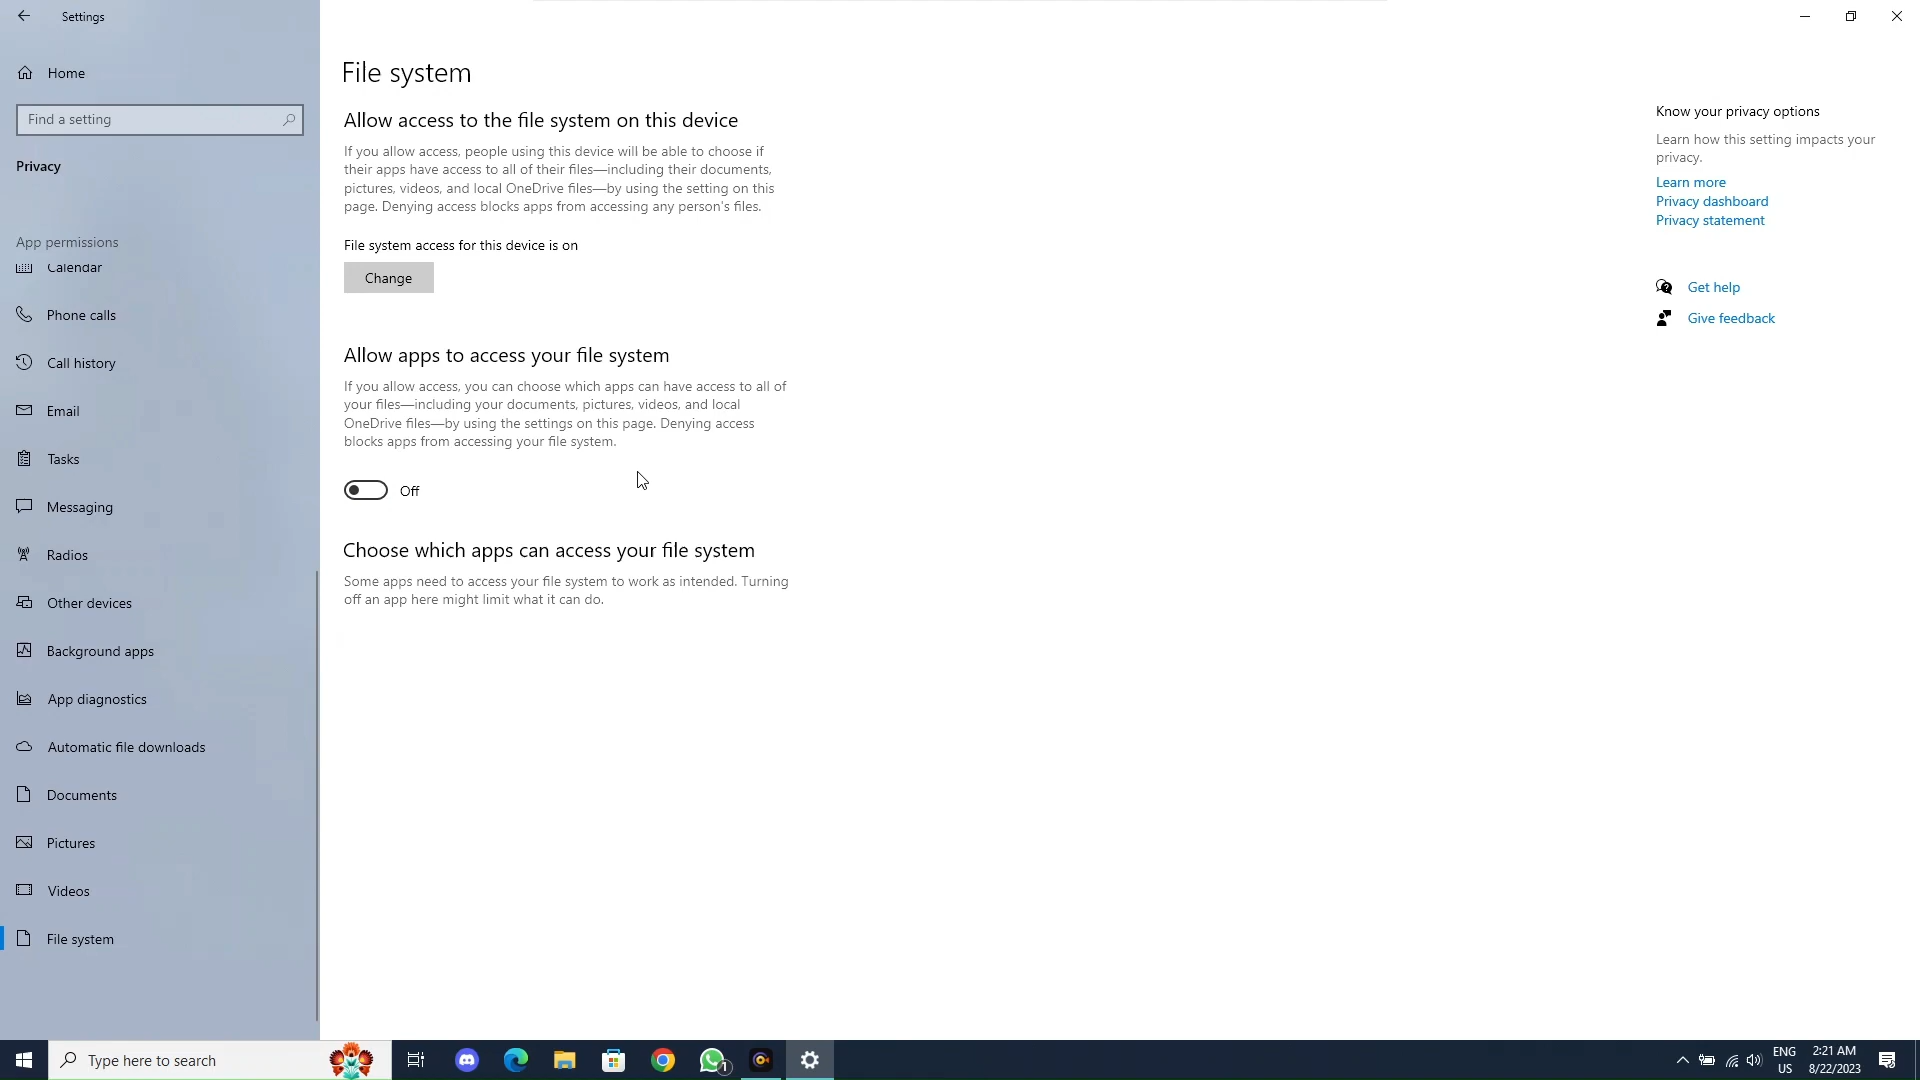 Settings
Home
Find a setting
Privacy
App permissions
Calendar
Phone calls
Call history
Email
Tasks
Messaging
Radios
Other devices
Background apps
App diagnostics
Automatic file downloads
Documents
Pictures
Videos
File system
File system
Allow access to the file system on this device
If you allow access, people using this device will be able to choose if
their apps have access to all of their files—including their documents,
pictures, videos, and local OneDrive files—by using the setting on this
page. Denying access blocks apps from accessing any person's files.
File system access for this device is on
Change
Allow apps to access your file system
If you allow access, you can choose which apps can have access to all of
your files—including your documents, pictures, videos, and local
OneDrive files—by using the settings on this page. Denying access
blocks apps from accessing your file system.
Off
Choose which apps can access your file system
Some apps need to access your file system to work as intended. Turning
off an app here might limit what it can do.
Know your privacy options
Learn how this setting impacts your
privacy.
Learn more
Privacy dashboard
Privacy statement
Get help
Give feedback
Type here to search
1
ENG
US
2:21 AM
8/22/2023